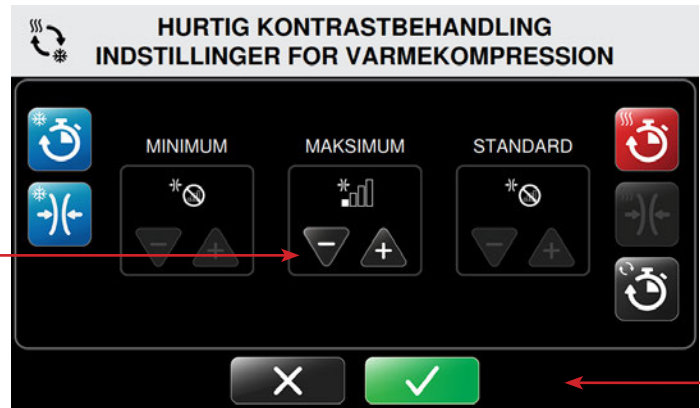 HURTIG KONTRASTBEHANDLING
INDSTILLINGER FOR VARMEKOMPRESSION
MINIMUM
MAKSIMUM
STANDARD